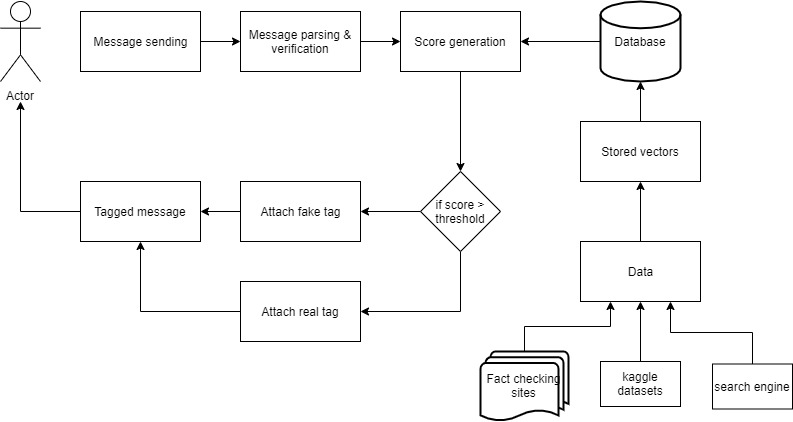 Message sending
Message parsing &
verification
Score generation
Database
Actor
Stored vectors
Tagged message
Attach fake tag
if score >
threshold
Data
Attach real tag
Fact checking
sites
kaggle
datasets
search engine